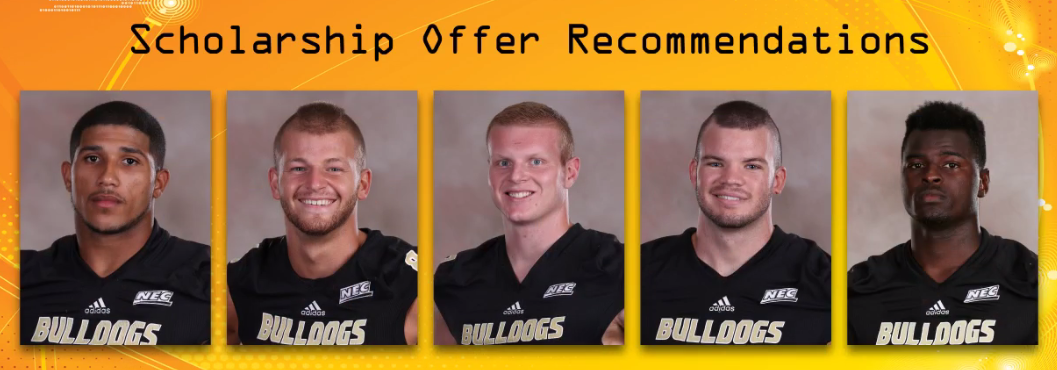 Scholarship Offer Recommendations
NEC NEC NEC NEC NEC
adidas adidas adidas adidas adidas
BULLDOGS BULLDOGS BULLDOGS BULLDOGS BULLDOGS